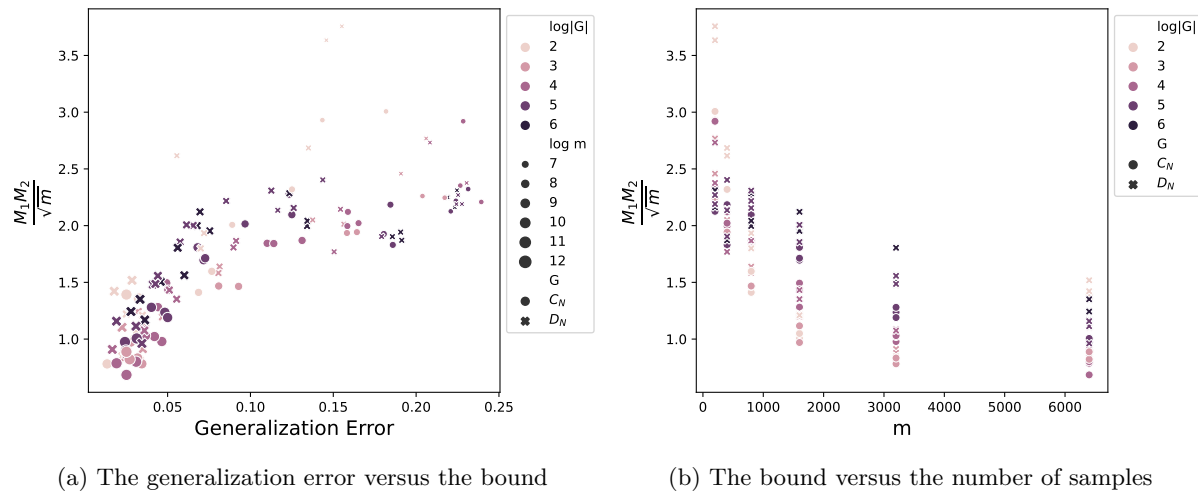 3.5
3.0
2.5
2.0
1.5
1.0
M₁M₂
√m
0.05 0.10 0.15 0.20 0.25
Generalization Error
log|G|
2
3
4
5
6
log m
7
8
9
10
11
12
G
C_N
D_N
(a) The generalization error versus the bound
3.5
3.0
2.5
2.0
1.5
1.0
M₁M₂
√m
0 1000 2000 3000 4000 5000 6000
m
log|G|
2
3
4
5
6
G
C_N
D_N
(b) The bound versus the number of samples